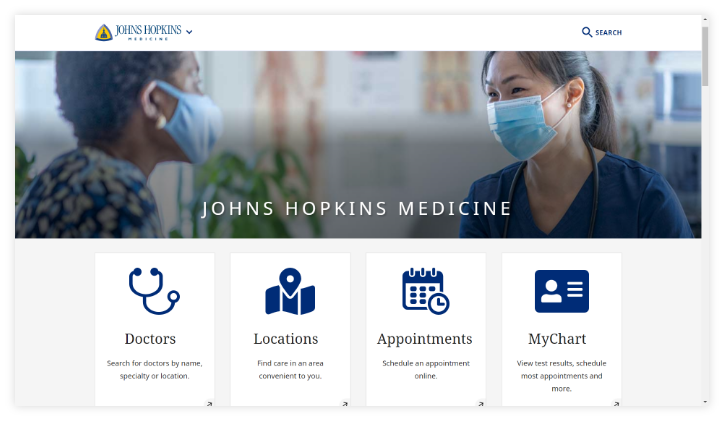 JOHNS HOPKINS
MEDICINE
SEARCH
JOHNS HOPKINS MEDICINE
Doctors
Search for doctors by name,
specialty or location.
Locations
Find care in an area
convenient to you.
Appointments
Schedule an appointment
online.
MyChart
View test results, schedule
most appointments and
more.